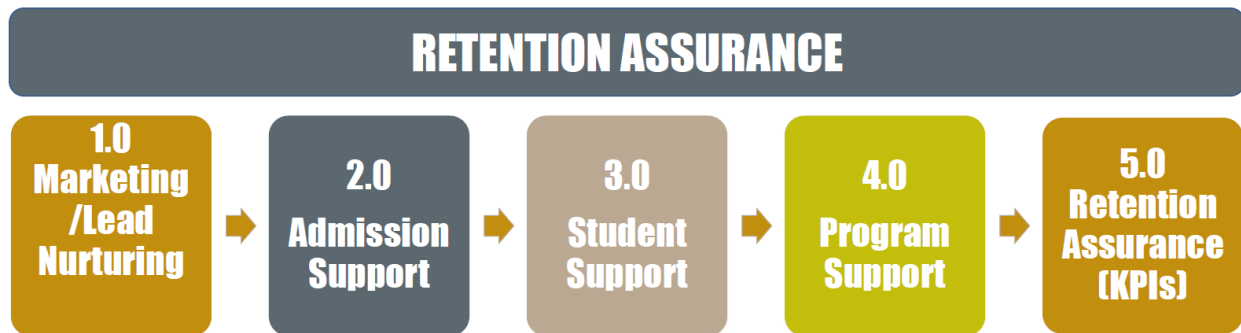 RETENTION ASSURANCE
1.0
Marketing
/Lead
Nurturing
2.0
Admission
Support
3.0
Student
Support
4.0
Program
Support
5.0
Retention
Assurance
(KPIs)